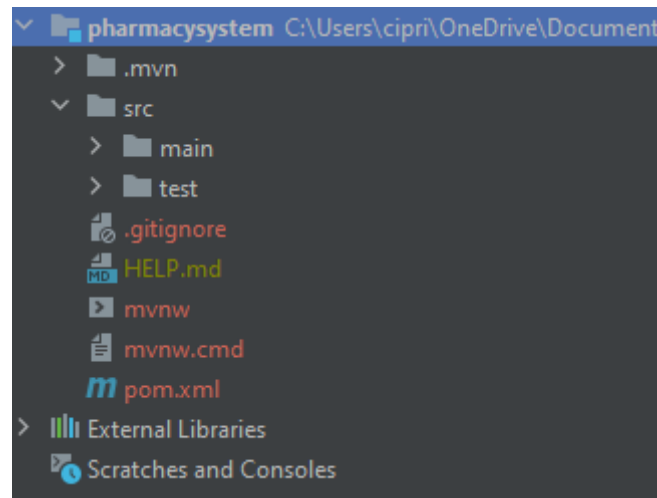 pharmacysystem C:\Users\cipri\OneDrive\Document
.mvn
src
main
test
.gitignore
MD HELP.md
mvnw
mvnw.cmd
m pom.xml
External Libraries
Scratches and Consoles